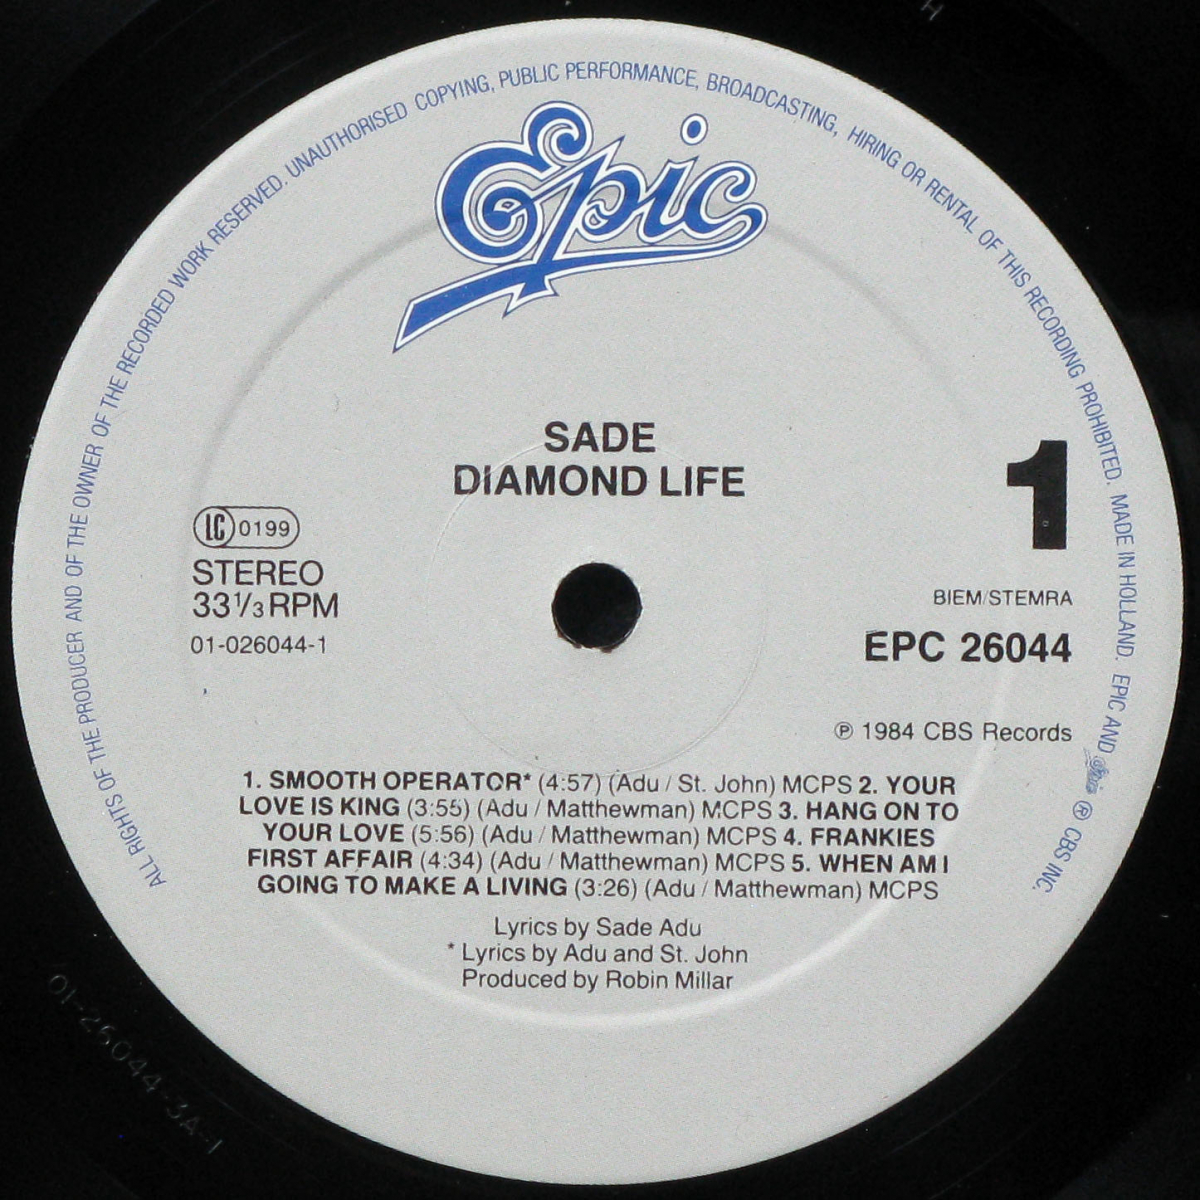 ALL RIGHTS OF THE PRODUCER AND OF THE OWNER OF THE RECORDED WORK RESERVED. UNAUTHORISED COPYING, PUBLIC PERFORMANCE, BROADCASTING, HIRING OR RENTAL OF THIS RECORDING PROHIBITED. MADE IN HOLLAND. EPIC AND Epic ® CBS INC.
Epic
SADE
DIAMOND LIFE
1
LC 0199
STEREO
33 1/3 RPM
01-026044-1
BIEM/STEMRA
EPC 26044
℗ 1984 CBS Records
1. SMOOTH OPERATOR* (4:57) (Adu / St. John) MCPS 2. YOUR
LOVE IS KING (3:55) (Adu / Matthewman) MCPS 3. HANG ON TO
YOUR LOVE (5:56) (Adu / Matthewman) MCPS 4. FRANKIES
FIRST AFFAIR (4:34) (Adu / Matthewman) MCPS 5. WHEN AM I
GOING TO MAKE A LIVING (3:26) (Adu / Matthewman) MCPS
Lyrics by Sade Adu
* Lyrics by Adu and St. John
Produced by Robin Millar
01-26044-3A-1
H